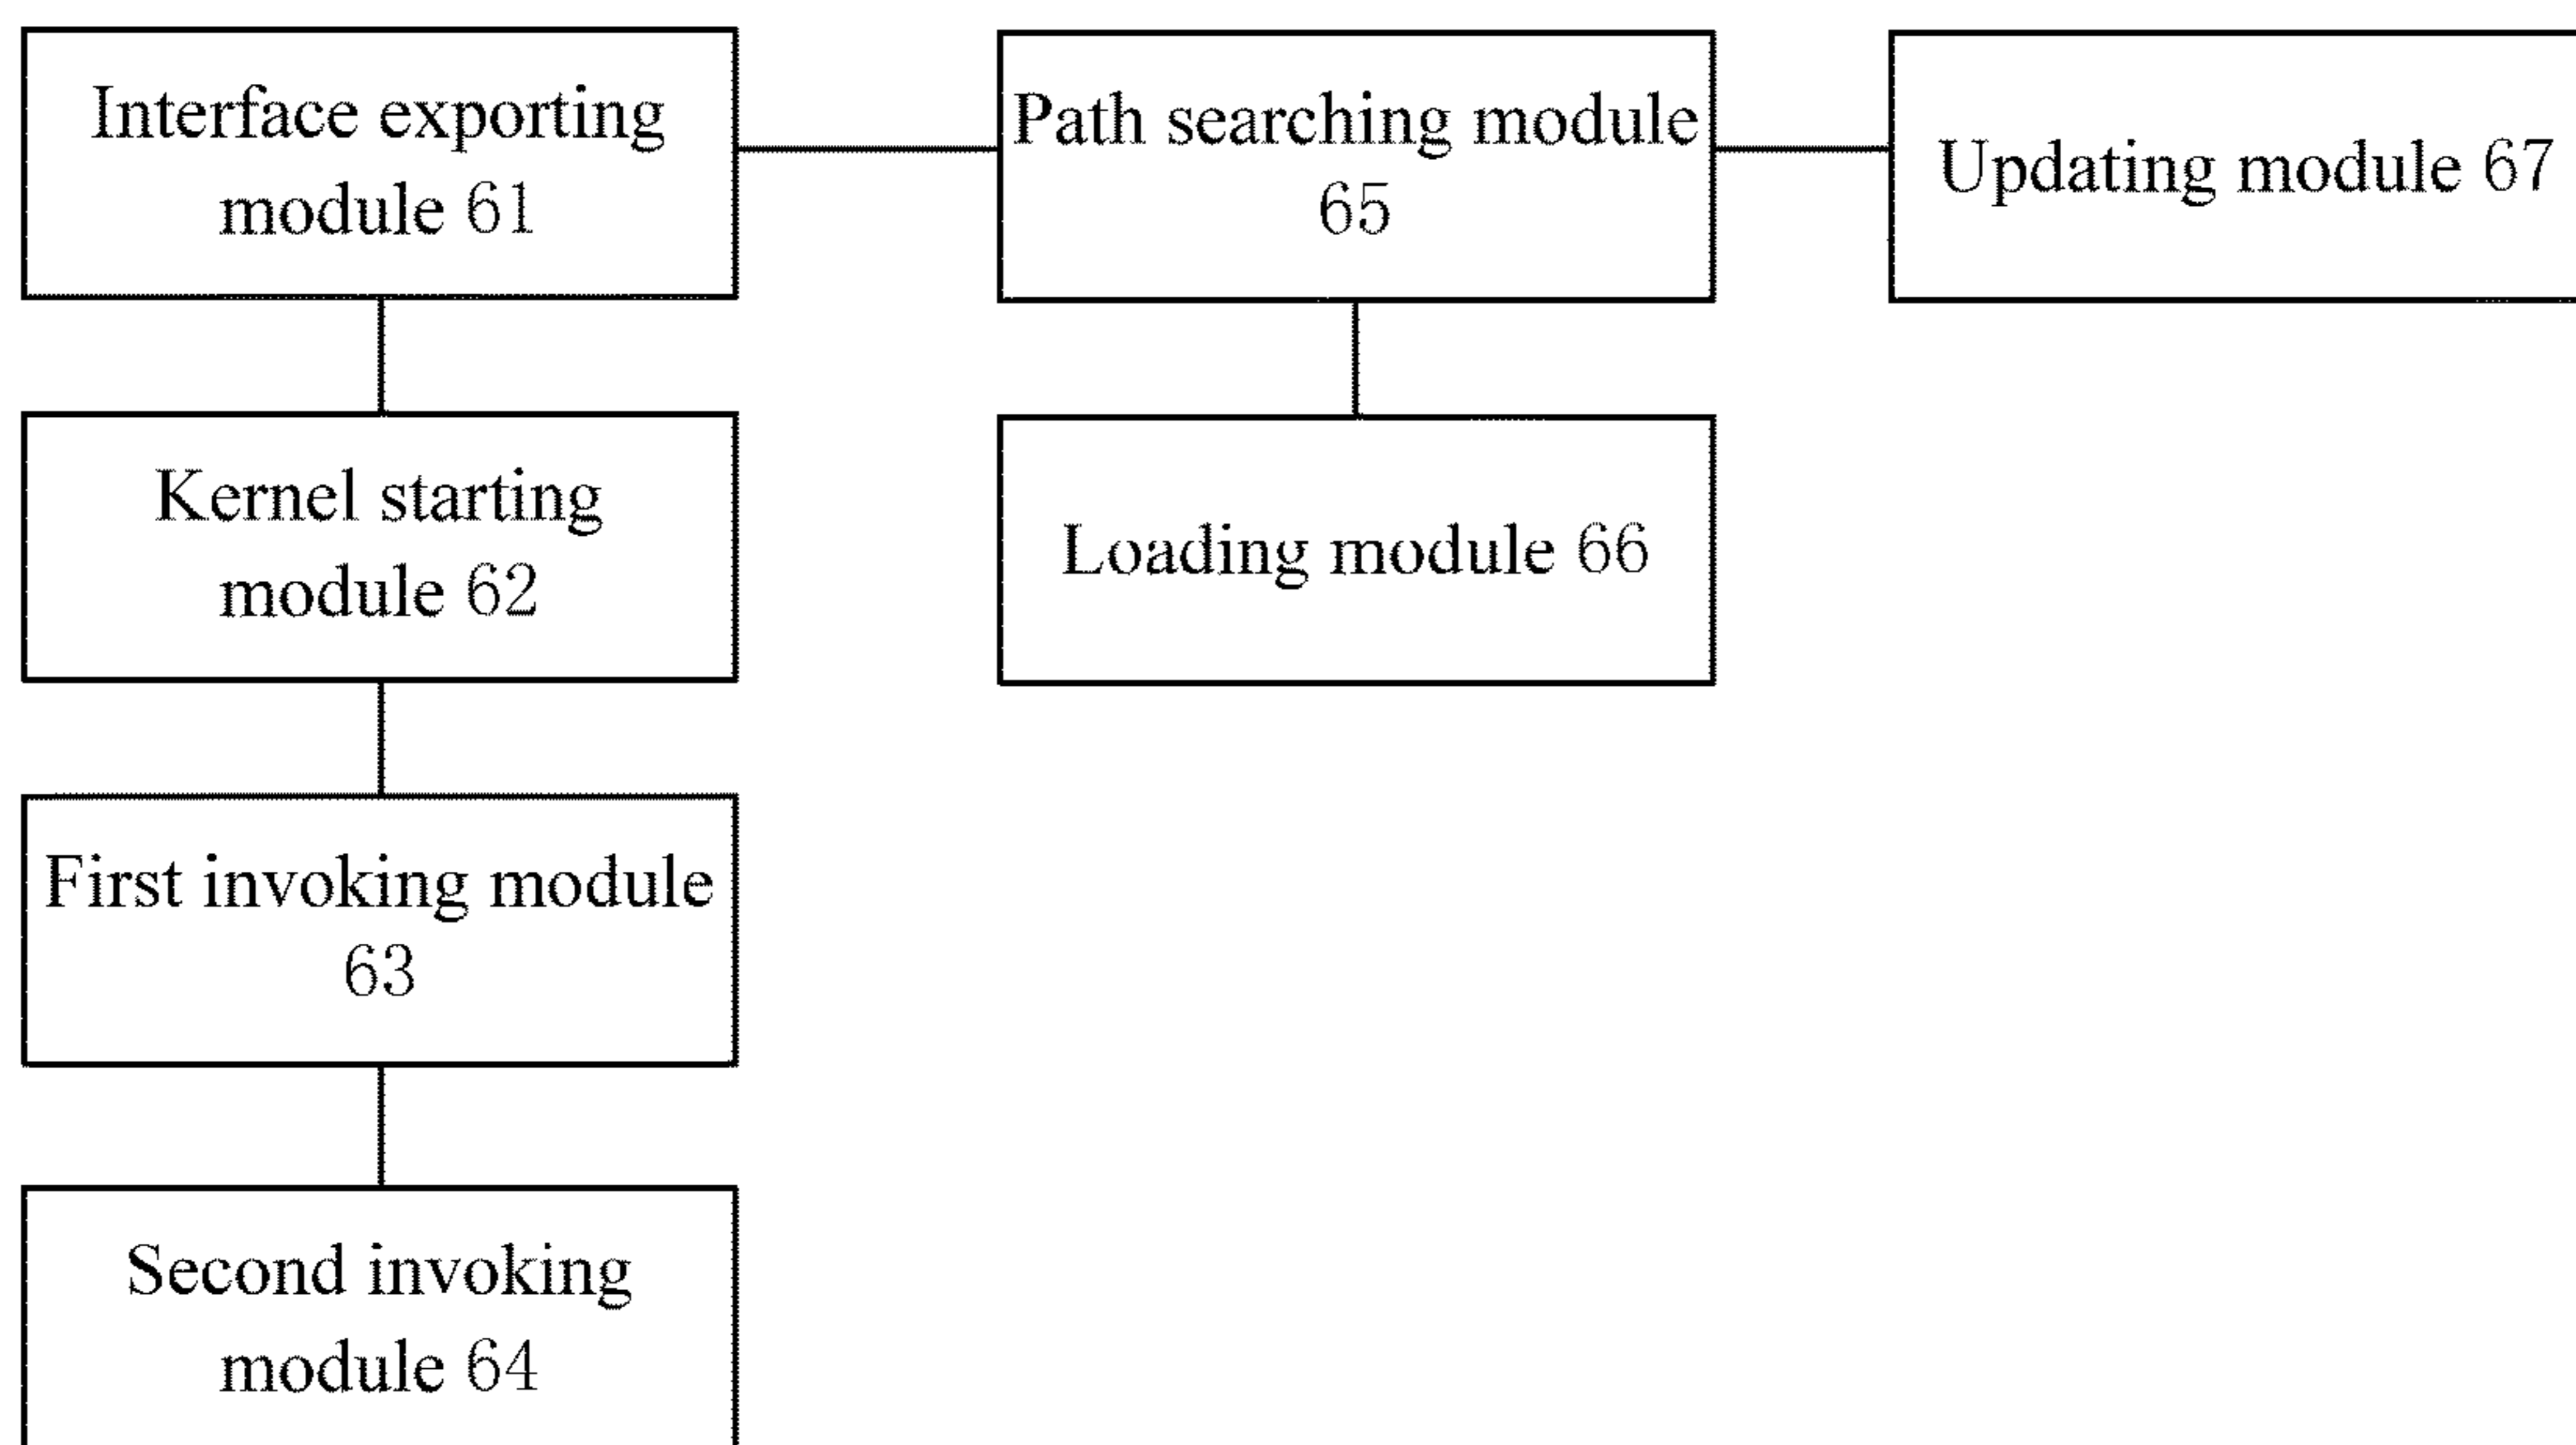 Interface exporting
module 61
Path searching module
65
Updating module 67
Kernel starting
module 62
Loading module 66
First invoking module
63
Second invoking
module 64